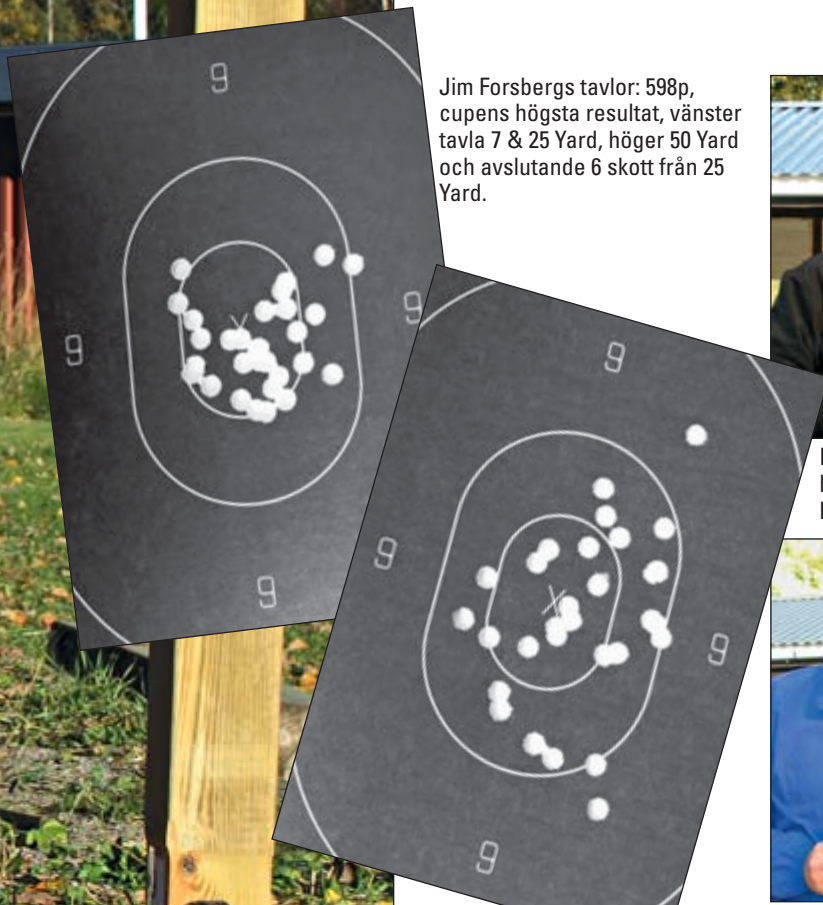 Jim Forsbergs tavlor: 598p,
cupens högsta resultat, vänster
tavla 7 & 25 Yard, höger 50 Yard
och avslutande 6 skott från 25
Yard.
9
9
X
9
9
9
9
X
9
9